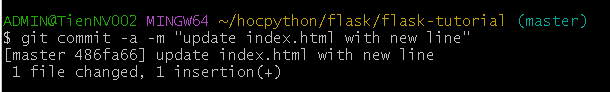 ADMIN@TienNV002 MINGW64 ~/hocpython/flask/flask-tutorial (master)
$ git commit -a -m "update index.html with new line"
[master 486fa66] update index.html with new line
 1 file changed, 1 insertion(+)